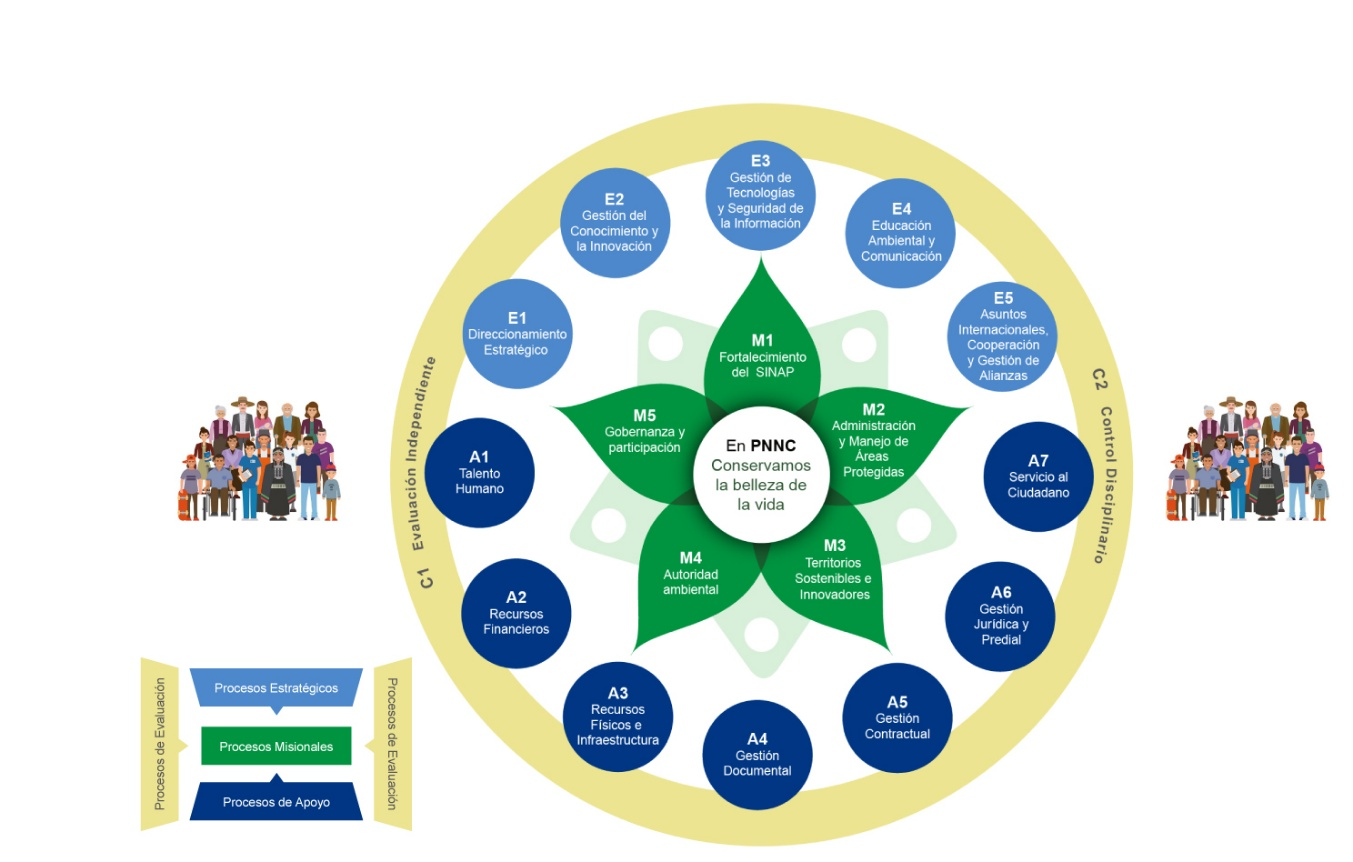 E3
Gestión de
Tecnologías
y Seguridad de
la Información
E2
Gestión del
Conocimiento y
la Innovación
E4
Educación
Ambiental y
Comunicación
E1
Direccionamiento
Estratégico
E5
Asuntos
Internacionales,
Cooperación
y Gestión de
Alianzas
M1
Fortalecimiento
del SINAP
M5
Gobernanza y
participación
M2
Administración
y Manejo de
Áreas
Protegidas
En PNNC
Conservamos
la belleza de
la vida
M4
Autoridad
ambiental
M3
Territorios
Sostenibles e
Innovadores
C1 Evaluación Independiente
C2 Control Disciplinario
A1
Talento
Humano
A7
Servicio al
Ciudadano
A2
Recursos
Financieros
A6
Gestión
Jurídica y
Predial
A3
Recursos
Físicos e
Infraestructura
A4
Gestión
Documental
A5
Gestión
Contractual
Procesos de Evaluación
Procesos Estratégicos
Procesos Misionales
Procesos de Apoyo
Procesos de Evaluación